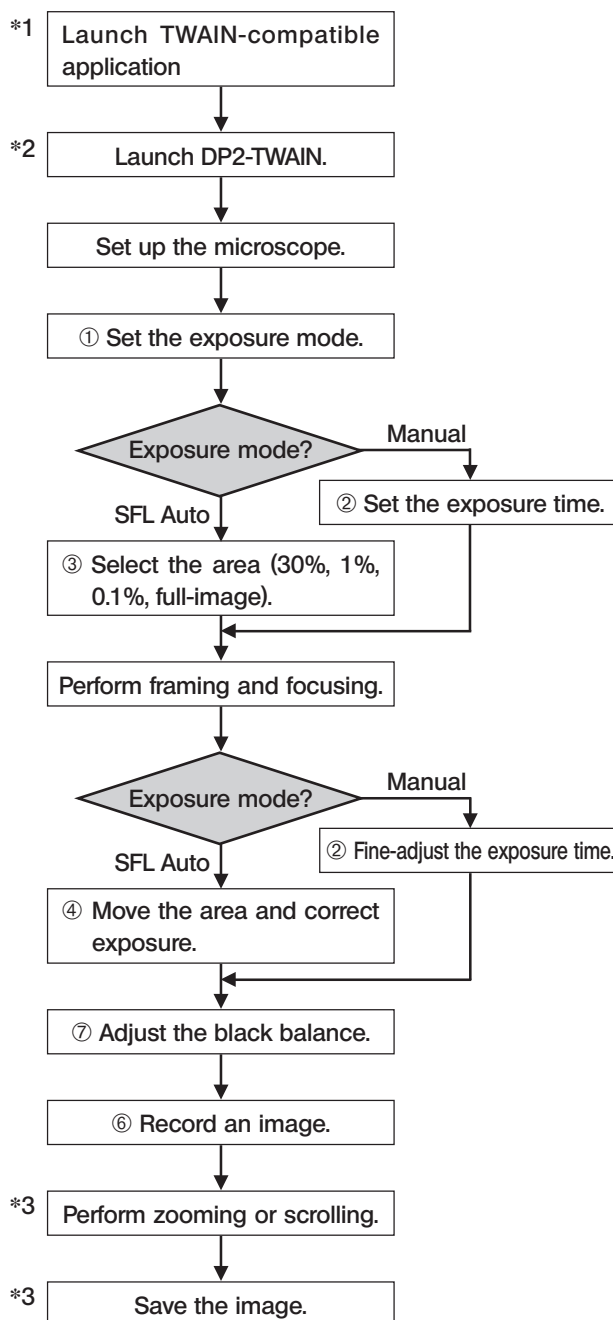 *1 Launch TWAIN-compatible
application
*2 Launch DP2-TWAIN.
Set up the microscope.
① Set the exposure mode.
Exposure mode?
Manual
SFL Auto
② Set the exposure time.
③ Select the area (30%, 1%,
0.1%, full-image).
Perform framing and focusing.
Exposure mode?
Manual
SFL Auto
② Fine-adjust the exposure time.
④ Move the area and correct
exposure.
⑦ Adjust the black balance.
⑥ Record an image.
*3 Perform zooming or scrolling.
*3 Save the image.